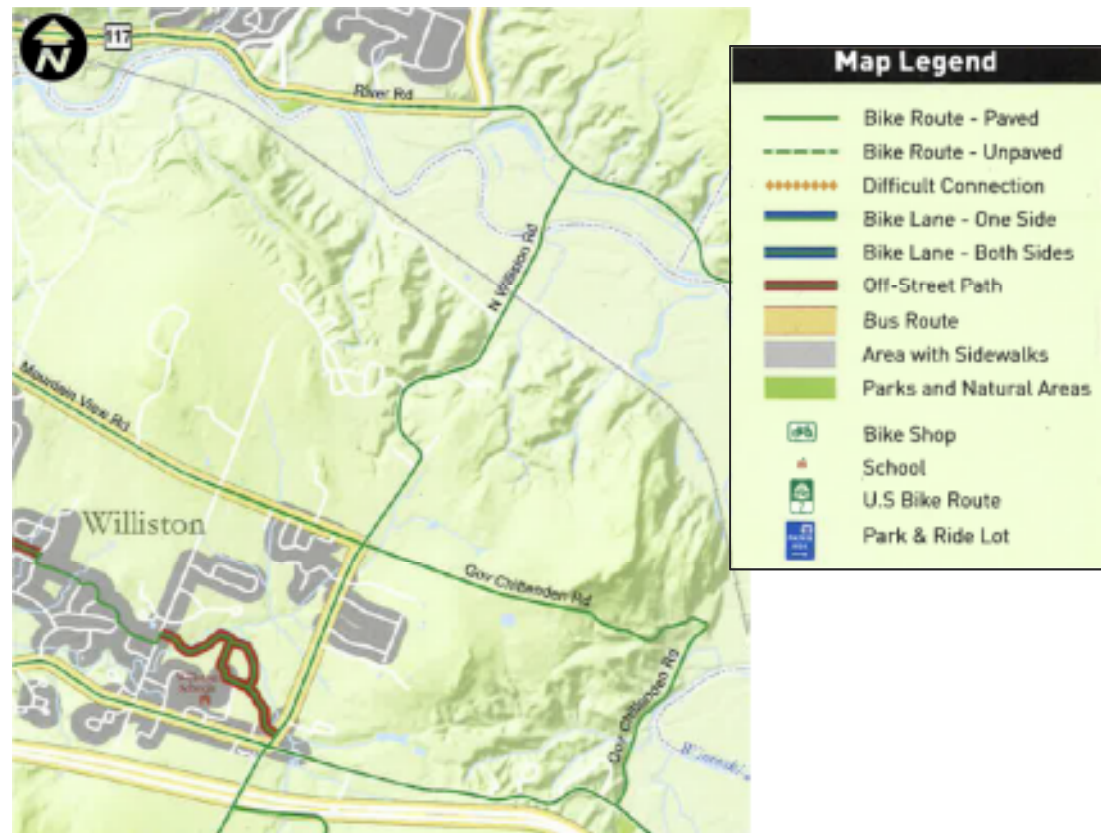 N
117
River Rd
N Williston Rd
Mountain View Rd
Williston
Gov Chittenden Rd
Gov Chittenden Rd
Map Legend
Bike Route - Paved
Bike Route - Unpaved
Difficult Connection
Bike Lane - One Side
Bike Lane - Both Sides
Off-Street Path
Bus Route
Area with Sidewalks
Parks and Natural Areas
Bike Shop
School
U.S Bike Route
Park & Ride Lot